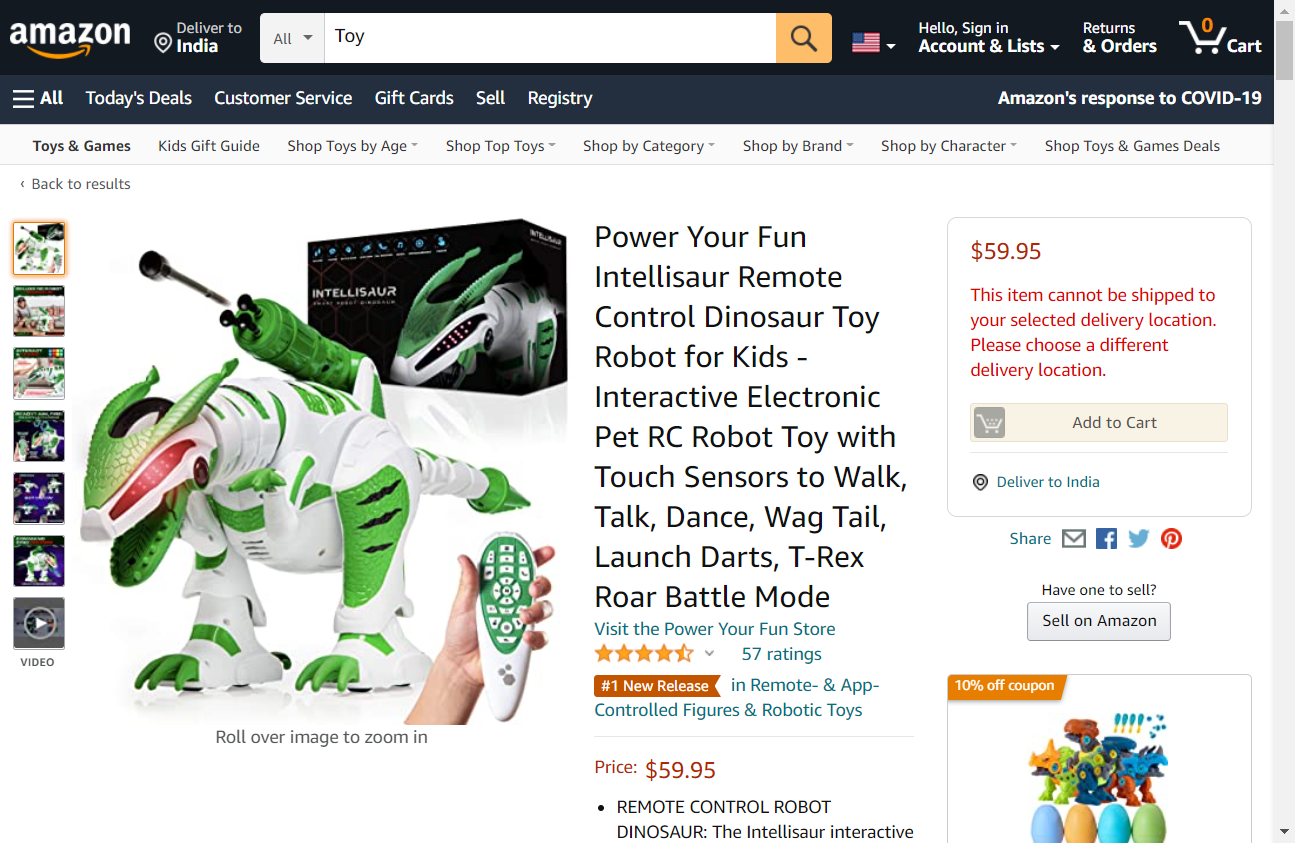 amazon
Deliver to
India
All
Toy
Hello, Sign in
Account & Lists
Returns
& Orders
0
Cart
All
Today's Deals
Customer Service
Gift Cards
Sell
Registry
Amazon's response to COVID-19
Toys & Games
Kids Gift Guide
Shop Toys by Age
Shop Top Toys
Shop by Category
Shop by Brand
Shop by Character
Shop Toys & Games Deals
‹ Back to results
VIDEO
INTELLISAUR
SMART ROBOT DINOSAUR
INTELLISAUR
Roll over image to zoom in
Power Your Fun
Intellisaur Remote
Control Dinosaur Toy
Robot for Kids -
Interactive Electronic
Pet RC Robot Toy with
Touch Sensors to Walk,
Talk, Dance, Wag Tail,
Launch Darts, T-Rex
Roar Battle Mode
Visit the Power Your Fun Store
57 ratings
#1 New Release in Remote- & App-
Controlled Figures & Robotic Toys
Price: $59.95
• REMOTE CONTROL ROBOT
DINOSAUR: The Intellisaur interactive
$59.95
This item cannot be shipped to
your selected delivery location.
Please choose a different
delivery location.
Add to Cart
Deliver to India
Share
Have one to sell?
Sell on Amazon
10% off coupon